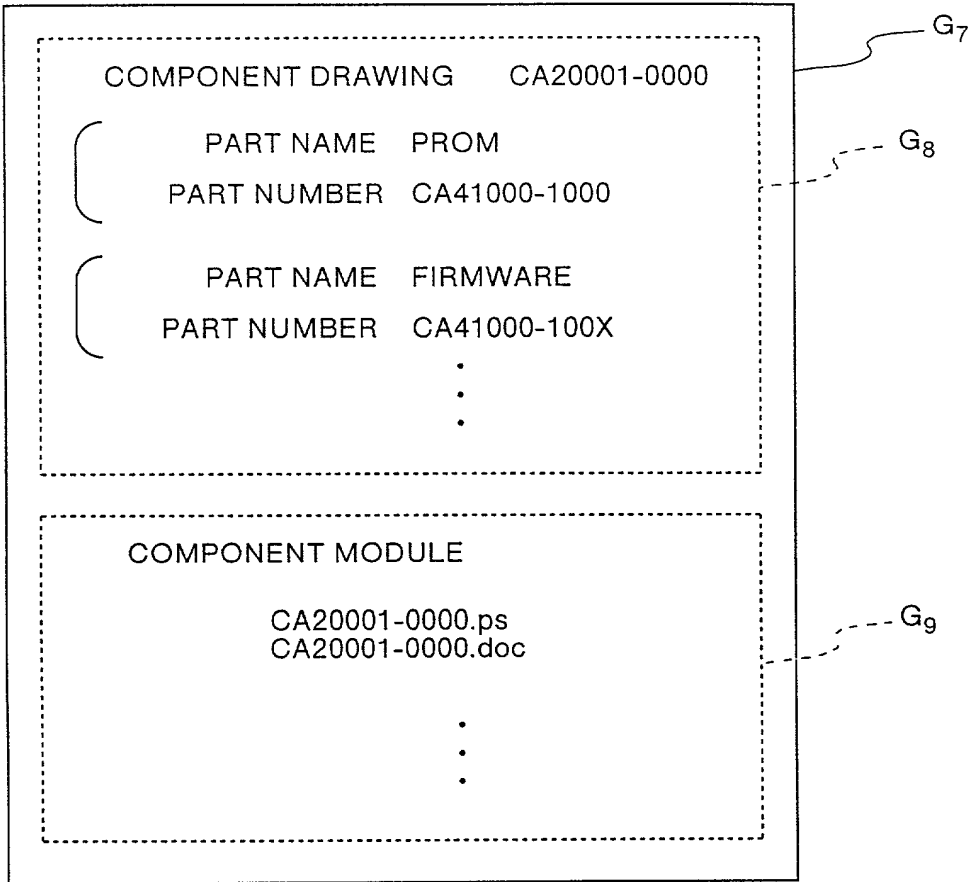 G7
COMPONENT DRAWING CA20001-0000
PART NAME PROM
G8
PART NUMBER CA41000-1000
PART NAME FIRMWARE
PART NUMBER CA41000-100X
COMPONENT MODULE
CA20001-0000.ps
G9
CA20001-0000.doc